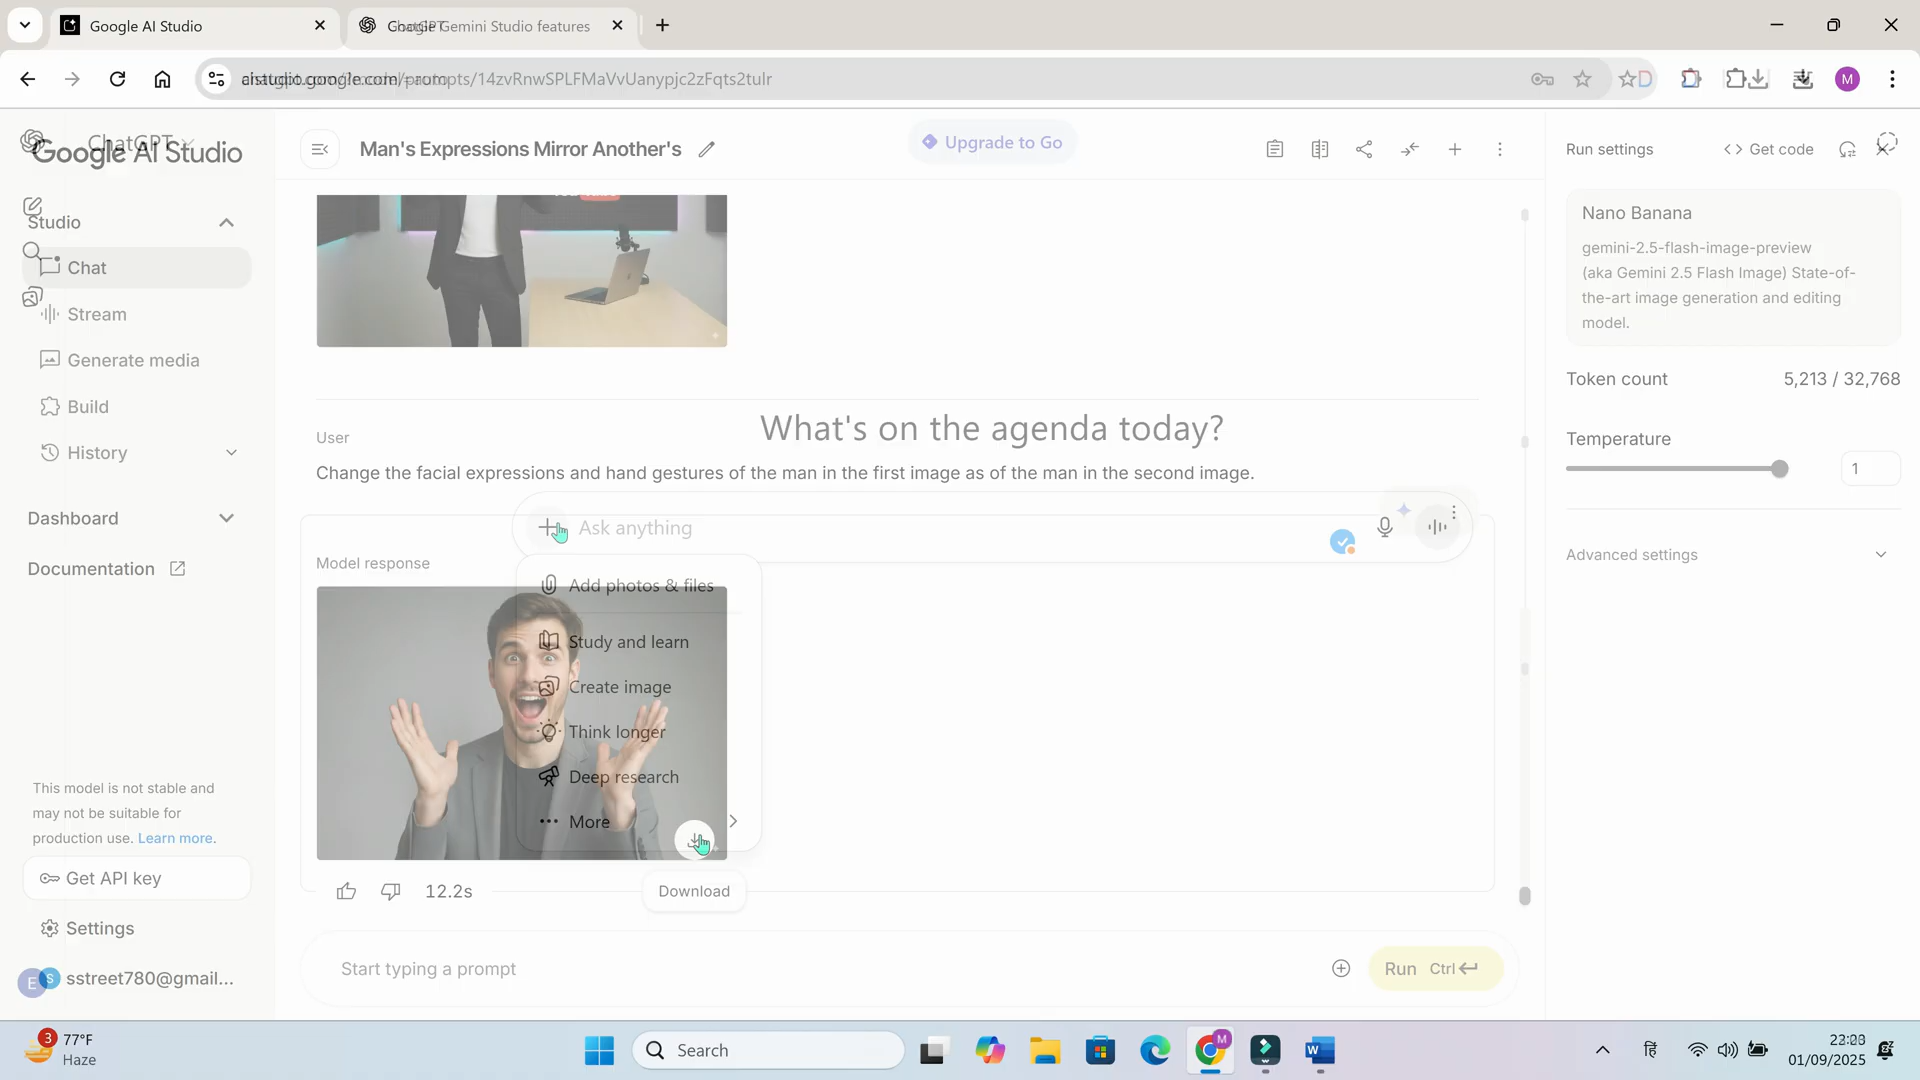 Google AI Studio
Gemini Studio features
prompts/14zvRnwSPLFMaVvUanypjc2zFqts2tulr
M
ChatGPT
Google AI Studio
Man's Expressions Mirror Another's
Upgrade to Go
Run settings
Get code
Studio
Chat
Stream
Generate media
Build
History
Dashboard
Documentation
This model is not stable and
may not be suitable for
production use. Learn more.
Get API key
Settings
E
S
sstreet780@gmail...
What's on the agenda today?
User
Change the facial expressions and hand gestures of the man in the first image as of the man in the second image.
Ask anything
Model response
Add photos & files
Study and learn
Create image
Think longer
Deep research
More
12.2s
Download
Start typing a prompt
Run Ctrl
Nano Banana
gemini-2.5-flash-image-preview
(aka Gemini 2.5 Flash Image) State-of-
the-art image generation and editing
model.
Token count 5,213 / 32,768
Temperature
1
Advanced settings
3
77°F
Haze
Search
M
W
हि
01/09/2025